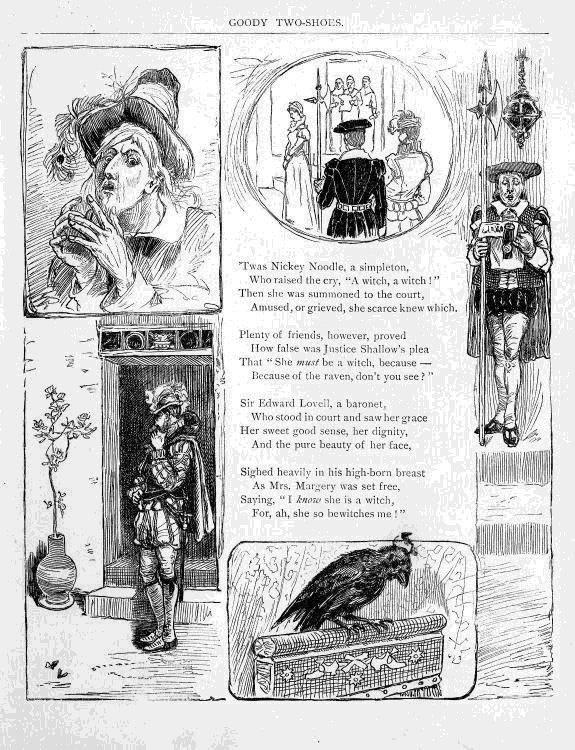 GOODY TWO-SHOES.
'Twas Nickey Noodle, a simpleton,
Who raised the cry, "A witch, a witch!"
Then she was summoned to the court,
Amused, or grieved, she scarce knew which.
Plenty of friends, however, proved
How false was Justice Shallow's plea
That "She must be a witch, because —
Because of the raven, don't you see?"
Sir Edward Lovell, a baronet,
Who stood in court and saw her grace
Her sweet good sense, her dignity,
And the pure beauty of her face,
Sighed heavily in his high-born breast
As Mrs. Margery was set free,
Saying, "I know she is a witch,
For, ah, she so bewitches me!"